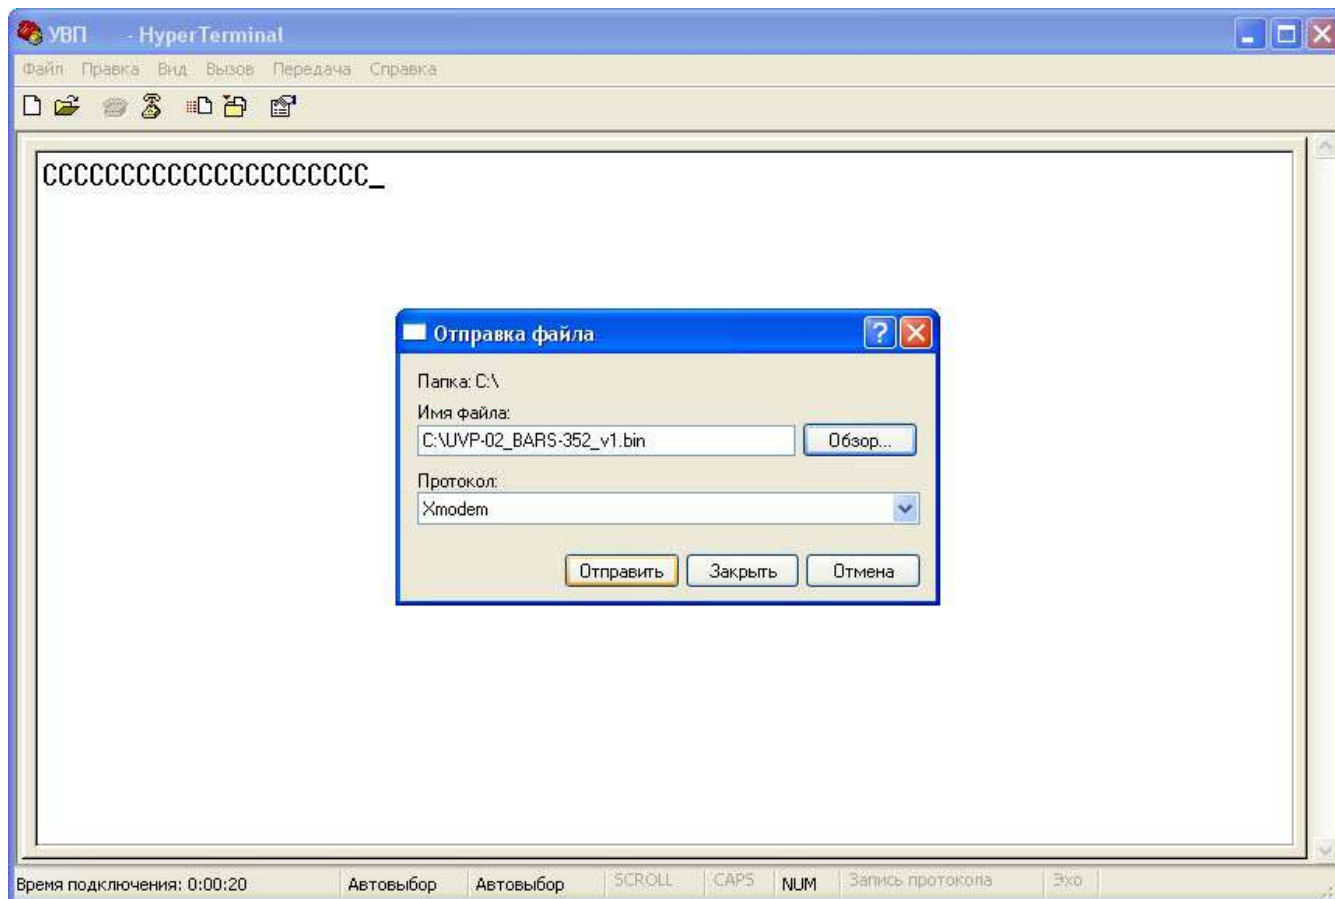 УВП - HyperTerminal
Файл Правка Вид Вызов Передача Справка
CCCCCCCCCCCCCCCCCCCCC_
Отправка файла
Папка: C:\
Имя файла:
C:\UVP-02_BARS-352_v1.bin
Обзор...
Протокол:
Xmodem
Отправить Закрыть Отмена
Время подключения: 0:00:20 Автовыбор Автовыбор SCROLL CAPS NUM Запись протокола Эхо